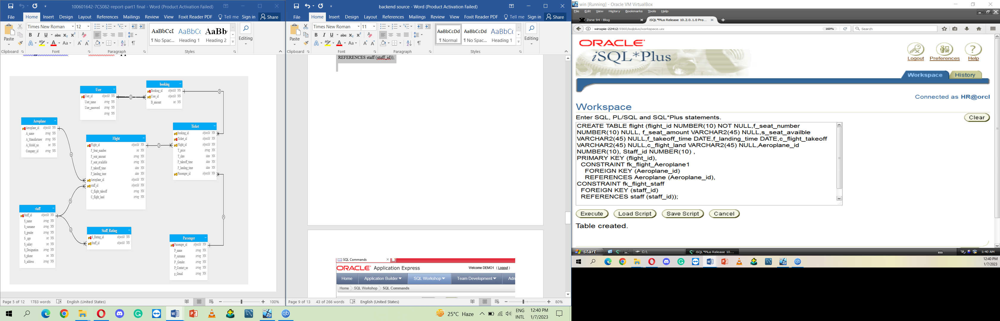 100601642-7CS082-report-part1 final - Word (Product Activation Failed)
File Home Insert Design Layout References Mailings Review View Foxit Reader PDF Tell me Sign in Share
Times New Roman 12
Paste
B I U abc x₂ x²
Aa
AaBbCcI AaBbC( AaBb(
¶ No Spac... Heading 1 Heading 2
Editing
Clipboard Font Paragraph Styles
User
User_id objectId NN
User_name string NN
User_password string NN
string NN
booking
Booking_id objectId NN
User_id objectId NN
B_amount int NN
Aeroplane
Aeroplane_id objectId NN
A_name string NN
A_Manufacturer string NN
A_Model_no int NN
Company_id string NN
Flight
Flight_id objectId NN
F_Seat_number int NN
F_seat_amount string NN
F_seat_available string NN
F_takeoff_time date NN
F_landing_time date NN
Aeroplane_id objectId NN
staff_id objectId NN
C_flight_takeoff string NN
C_flight_land string NN
Ticket
booking_id objectId NN
Ticket_id objectId NN
Flight_id objectId NN
T_price string NN
T_date date NN
F_takeoff_time date NN
F_landing_time date NN
Passenger_id objectId NN
staff
Staff_id objectId NN
S_name string NN
S_surname string NN
S_gender string NN
S_age int NN
S_salary int NN
S_Designation string NN
S_phone int NN
S_address string NN
Staff_Rating
S_Rating_id objectId NN
Staff_id objectId NN
Passenger
Passenger_id objectId NN
P_name string NN
P_surname string NN
P_Gender string NN
P_Contact_no string NN
p_Gmail string NN
Page 5 of 12 1783 words English (United States) 100%
backend source - Word (Product Activation Failed)
File Home Insert Design Layout References Mailings Review View Foxit Reader PDF Tell me Sign in Share
Times New Roman 11
Paste
B I U abc x₂ x²
Aa
AaBbCcDd AaBbCcDd AaBbC(
¶ Normal ¶ No Spac... Heading 1
Editing
Clipboard Font Paragraph Styles
REFERENCES staff (staff_id));
SQL Commands
ORACLE Application Express Welcome DEMO1 ( Logout )
Home Application Builder SQL Workshop Team Development Adm
Home SQL Workshop SQL Commands
Page 9 of 13 43 of 266 words English (United States) 80%
25°C Haze ENG INTL 12:40 PM 1/7/2023
win [Running] - Oracle VM VirtualBox
File Edit View History Bookmarks Tools Help
Zone 94 - Blog iSQL*Plus Release 10.2.0.1.0 Pro...
winxpie-22412:5560/isqlplus/workspace.uix 160% Search
ORACLE
iSQL*Plus
Logout Preferences Help
Workspace History
Connected as HR@orcl
Workspace
Enter SQL, PL/SQL and SQL*Plus statements.
Clear
CREATE TABLE flight (flight_id NUMBER(10) NOT NULL,f_seat_number
NUMBER(10) NULL, f_seat_amount VARCHAR2(45) NULL,s_seat_availble
VARCHAR2(45) NULL,f_takeoff_time DATE,f_landing_time DATE,c_flight_takeoff
VARCHAR2(45) NULL,c_flight_land VARCHAR2(45) NULL,Aeroplane_id
NUMBER(10), Staff_id NUMBER(10) ,
PRIMARY KEY (flight_id),
CONSTRAINT fk_flight_Aeroplane1
FOREIGN KEY (Aeroplane_id)
REFERENCES Aeroplane (Aeroplane_id),
CONSTRAINT fk_flight_staff
FOREIGN KEY (staff_id)
REFERENCES staff (staff_id));
Execute Load Script Save Script Cancel
Table created.
start C:\ iSQL*Plus Release 10... 1:40 AM
12:40 PM
1/7/2023